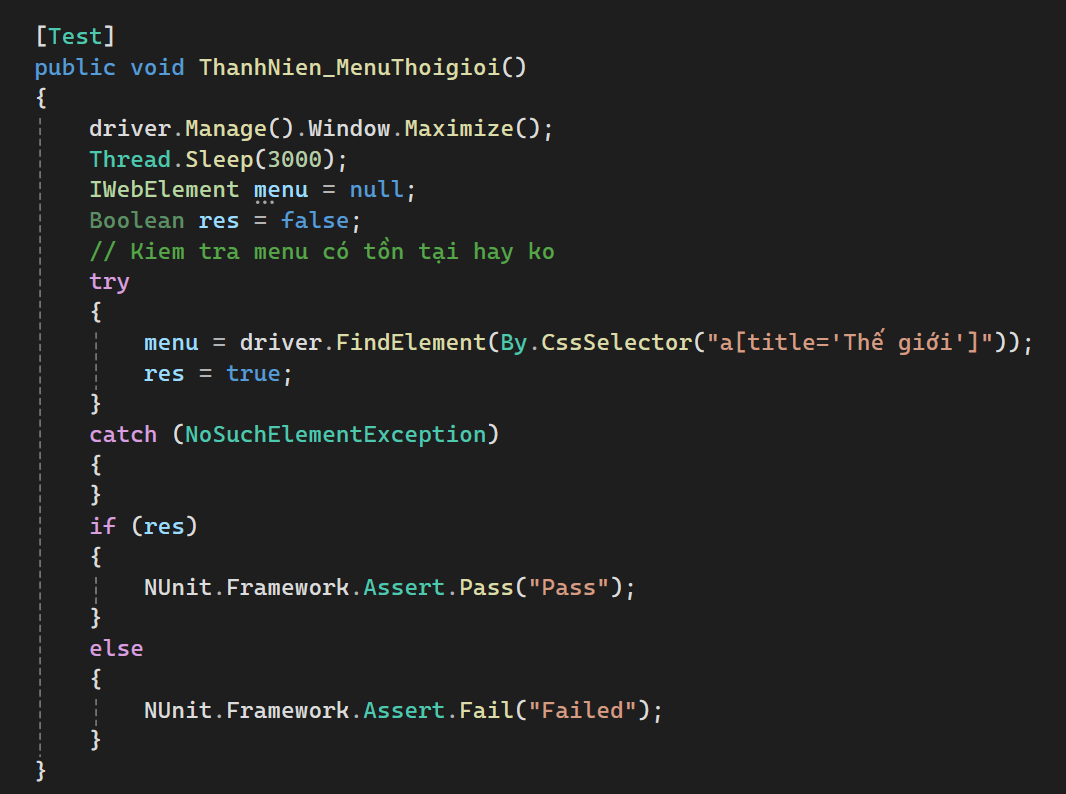 [Test]
public void ThanhNien_MenuThoigioi()
{
    driver.Manage().Window.Maximize();
    Thread.Sleep(3000);
    IWebElement menu = null;
    Boolean res = false;
    // Kiem tra menu có tồn tại hay ko
    try
    {
        menu = driver.FindElement(By.CssSelector("a[title='Thế giới']"));
        res = true;
    }
    catch (NoSuchElementException)
    {
    }
    if (res)
    {
        NUnit.Framework.Assert.Pass("Pass");
    }
    else
    {
        NUnit.Framework.Assert.Fail("Failed");
    }
}